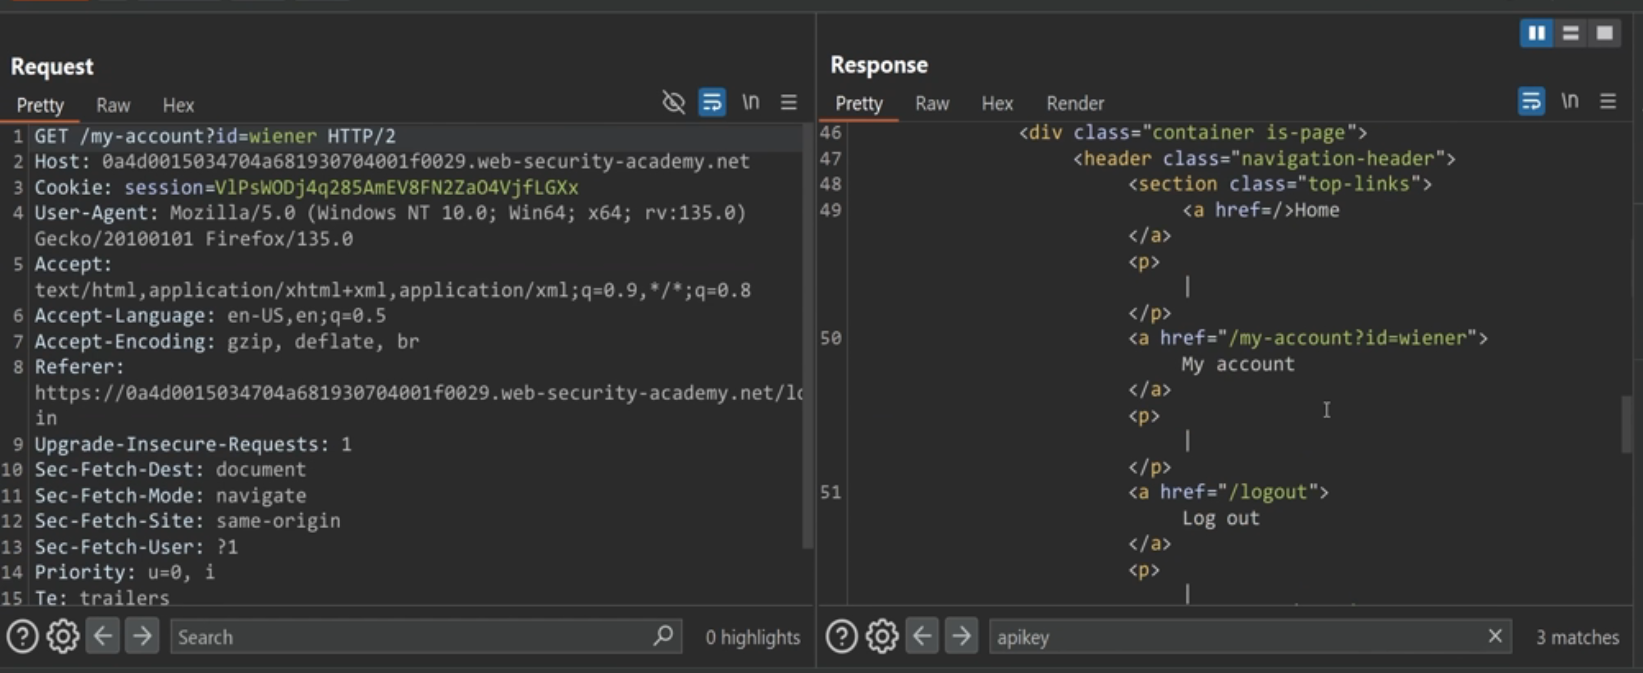 Request
Pretty Raw Hex \n
1 GET /my-account?id=wiener HTTP/2
2 Host: 0a4d0015034704a681930704001f0029.web-security-academy.net
3 Cookie: session=VlPsWODj4q285AmEV8FN2ZaO4VjfLGXx
4 User-Agent: Mozilla/5.0 (Windows NT 10.0; Win64; x64; rv:135.0)
Gecko/20100101 Firefox/135.0
5 Accept:
text/html,application/xhtml+xml,application/xml;q=0.9,*/*;q=0.8
6 Accept-Language: en-US,en;q=0.5
7 Accept-Encoding: gzip, deflate, br
8 Referer:
https://0a4d0015034704a681930704001f0029.web-security-academy.net/lo
in
9 Upgrade-Insecure-Requests: 1
10 Sec-Fetch-Dest: document
11 Sec-Fetch-Mode: navigate
12 Sec-Fetch-Site: same-origin
13 Sec-Fetch-User: ?1
14 Priority: u=0, i
15 Te: trailers
Search 0 highlights
Response
Pretty Raw Hex Render \n
46 <div class="container is-page">
47 <header class="navigation-header">
48 <section class="top-links">
49 <a href=/>Home
</a>
<p>
|
</p>
50 <a href="/my-account?id=wiener">
My account
</a>
<p>
|
</p>
51 <a href="/logout">
Log out
</a>
<p>
|
apikey 3 matches